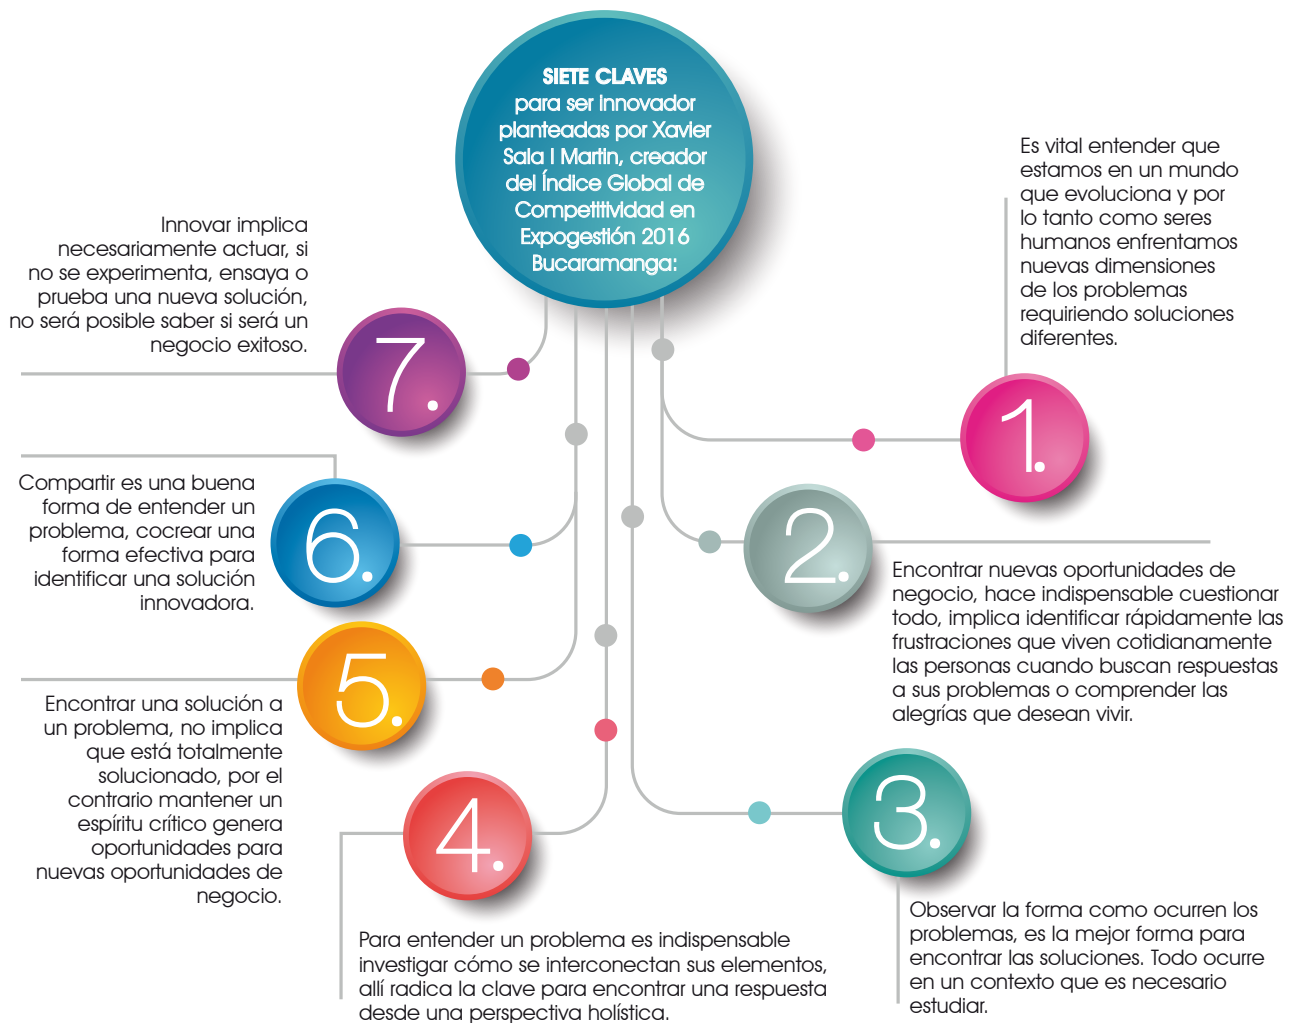 SIETE CLAVES
para ser innovador
planteadas por Xavier
Sala I Martin, creador
del Índice Global de
Competititividad en
Expogestión 2016
Bucaramanga:
Es vital entender que
estamos en un mundo
que evoluciona y por
lo tanto como seres
humanos enfrentamos
nuevas dimensiones
de los problemas
requiriendo soluciones
diferentes.
1.
2.
Encontrar nuevas oportunidades de
negocio, hace indispensable cuestionar
todo, implica identificar rápidamente las
frustraciones que viven cotidianamente
las personas cuando buscan respuestas
a sus problemas o comprender las
alegrías que desean vivir.
3.
Observar la forma como ocurren los
problemas, es la mejor forma para
encontrar las soluciones. Todo ocurre
en un contexto que es necesario
estudiar.
4.
Para entender un problema es indispensable
investigar cómo se interconectan sus elementos,
allí radica la clave para encontrar una respuesta
desde una perspectiva holística.
5.
Encontrar una solución a
un problema, no implica
que está totalmente
solucionado, por el
contrario mantener un
espíritu crítico genera
oportunidades para
nuevas oportunidades de
negocio.
6.
Compartir es una buena
forma de entender un
problema, cocrear una
forma efectiva para
identificar una solución
innovadora.
7.
Innovar implica
necesariamente actuar, si
no se experimenta, ensaya o
prueba una nueva solución,
no será posible saber si será un
negocio exitoso.